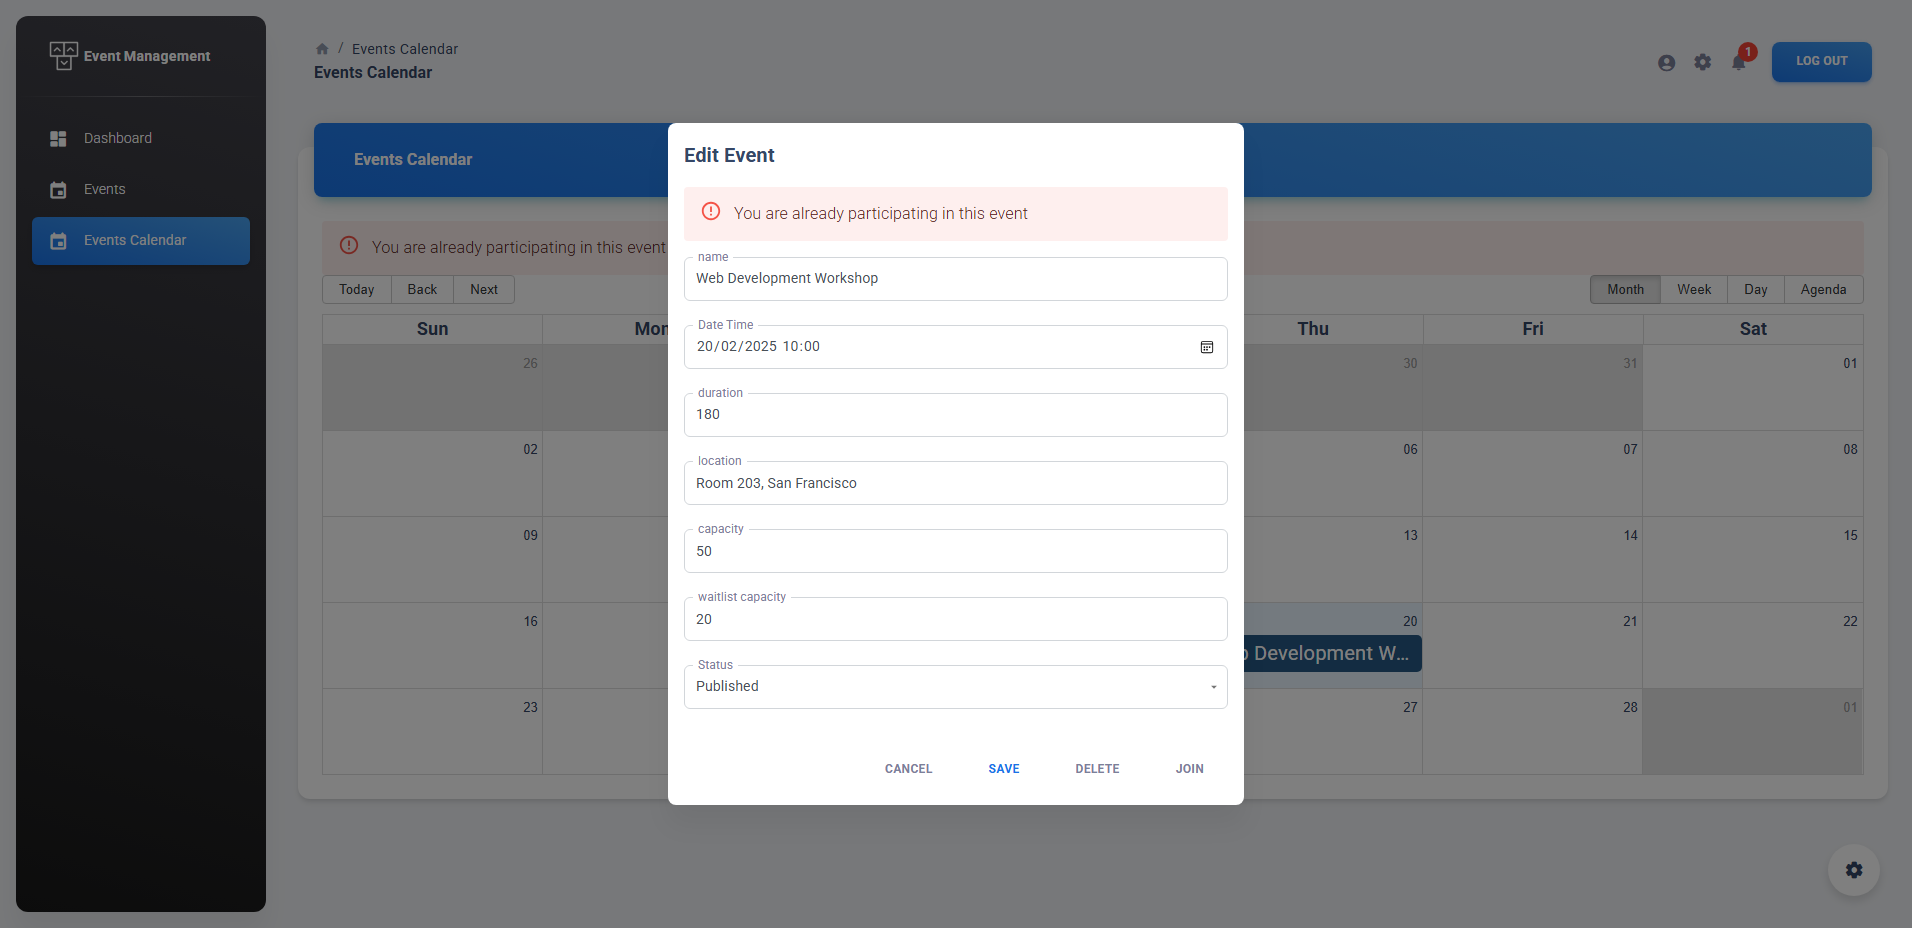 Event Management
Dashboard
Events
Events Calendar
/ Events Calendar
Events Calendar
1
LOG OUT
Events Calendar
You are already participating in this event
Today Back Next
Month Week Day Agenda
Sun Mon Thu Fri Sat
26 30 31 01
02 06 07 08
09 13 14 15
16 20 21 22
Development W...
23 27 28 01
Edit Event
You are already participating in this event
name
Web Development Workshop
Date Time
20/02/2025 10:00
duration
180
location
Room 203, San Francisco
capacity
50
waitlist capacity
20
Status
Published
CANCEL SAVE DELETE JOIN